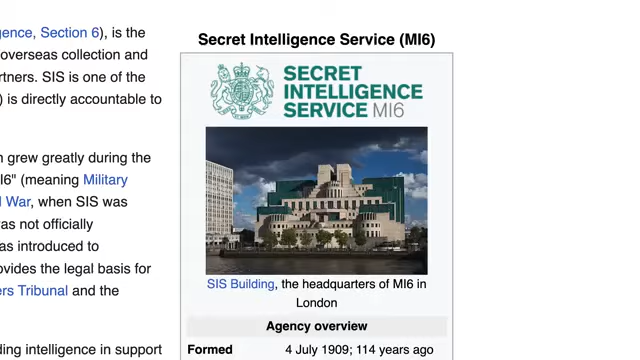 gence, Section 6), is the
overseas collection and
rtners. SIS is one of the
) is directly accountable to
n grew greatly during the
I6" (meaning Military
War, when SIS was
as not officially
as introduced to
ovides the legal basis for
ers Tribunal and the
ding intelligence in support
Secret Intelligence Service (MI6)
SECRET
INTELLIGENCE
SERVICE MI6
SIS Building, the headquarters of MI6 in
London
Agency overview
Formed 4 July 1909; 114 years ago